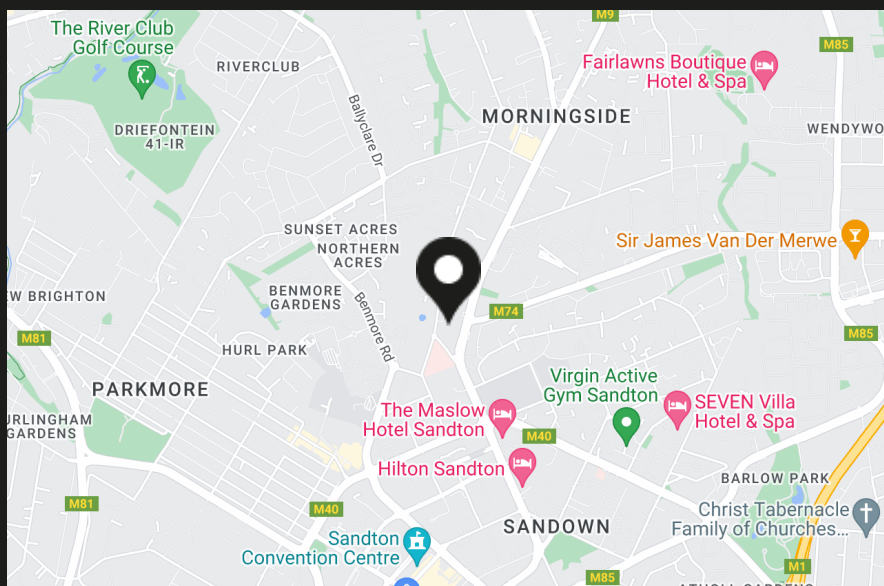 M9
The River Club
Golf Course
M85
RIVERCLUB
Fairlawns Boutique
Hotel & Spa
Ballyclare Dr
MORNINGSIDE
DRIEFONTEIN
41-IR
WENDYWO
SUNSET ACRES
NORTHERN
ACRES
Sir James Van Der Merwe
EW BRIGHTON
BENMORE
GARDENS
Benmore Rd
M74
M81
M85
HURL PARK
PARKMORE
Virgin Active
Gym Sandton
SEVEN Villa
Hotel & Spa
The Maslow
Hotel Sandton
URLINGHAM
GARDENS
M40
Hilton Sandton
BARLOW PARK
M81
M40
Christ Tabernacle
Family of Churches...
SANDOWN
Sandton
Convention Centre
M1
M85
ATHOLL GARDENS